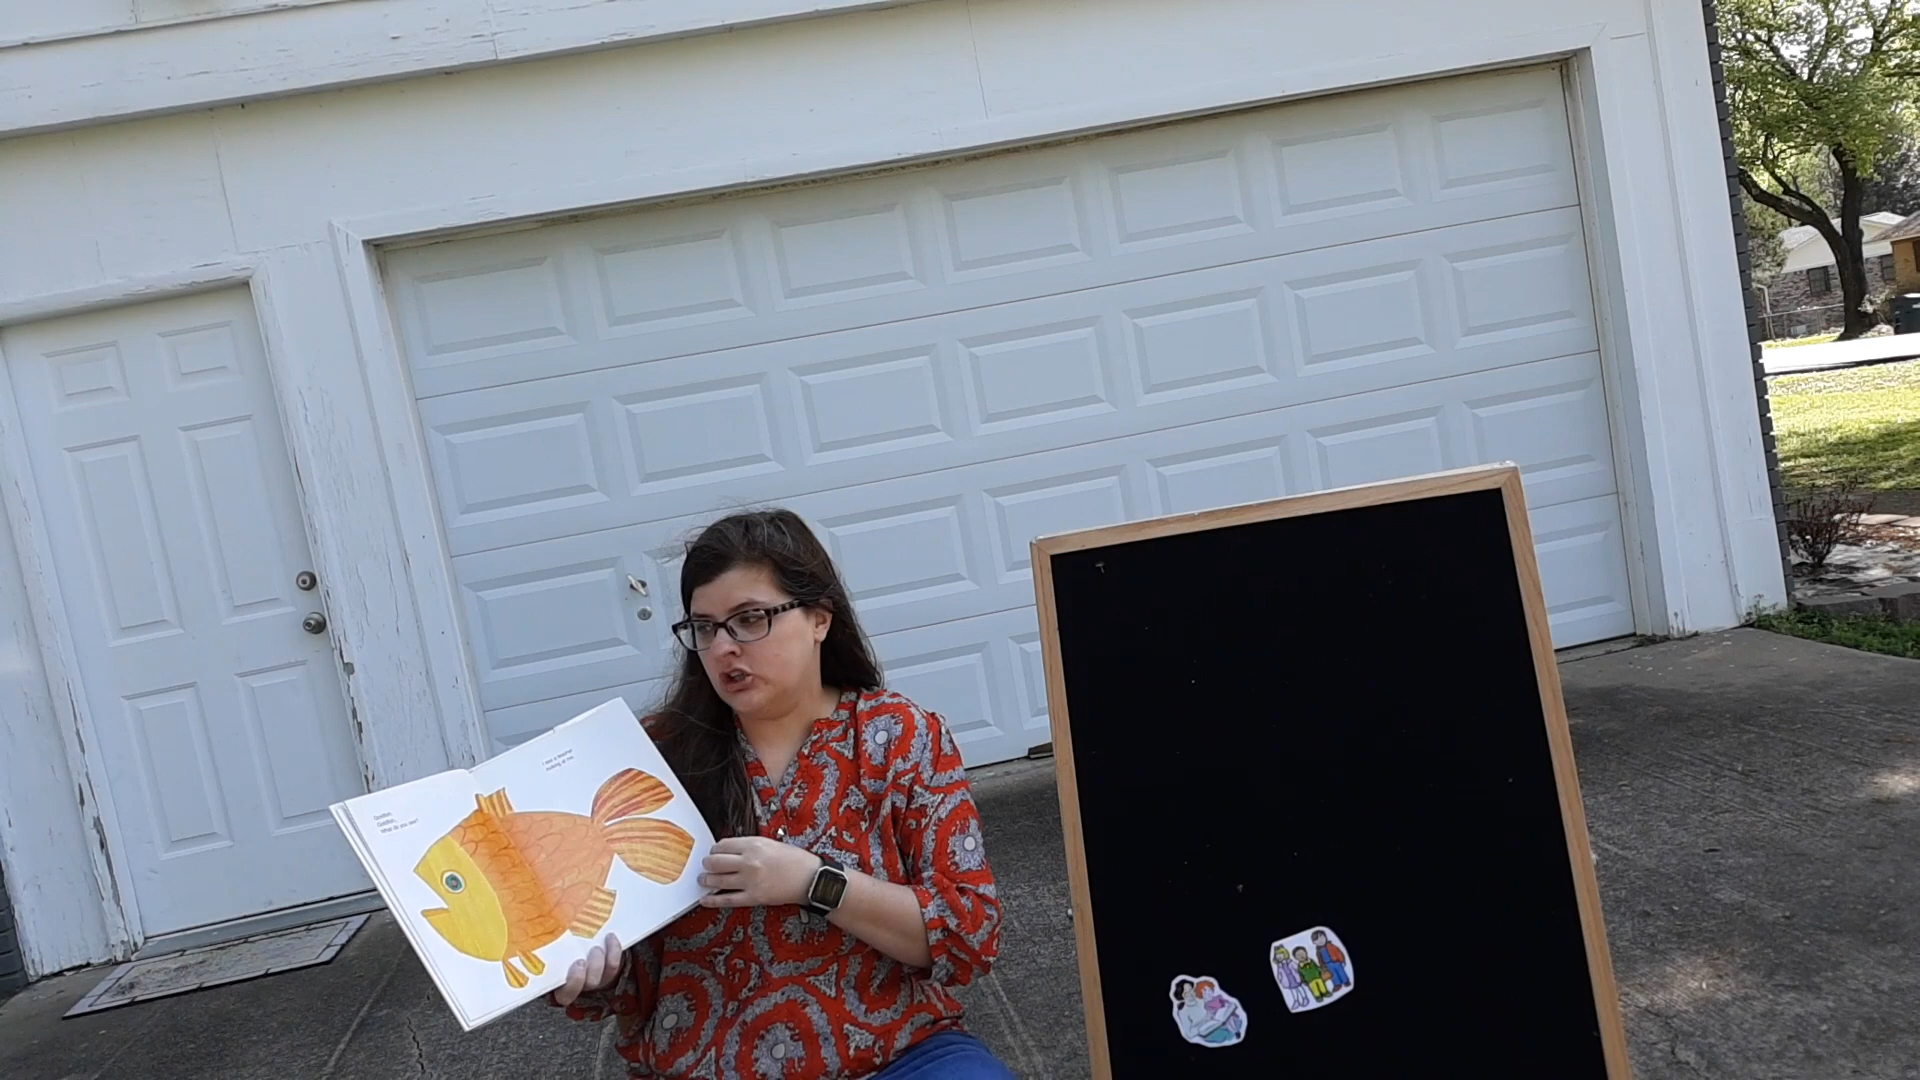 Goldfish,
Goldfish,
What do you see?
I see a teacher
looking at me.